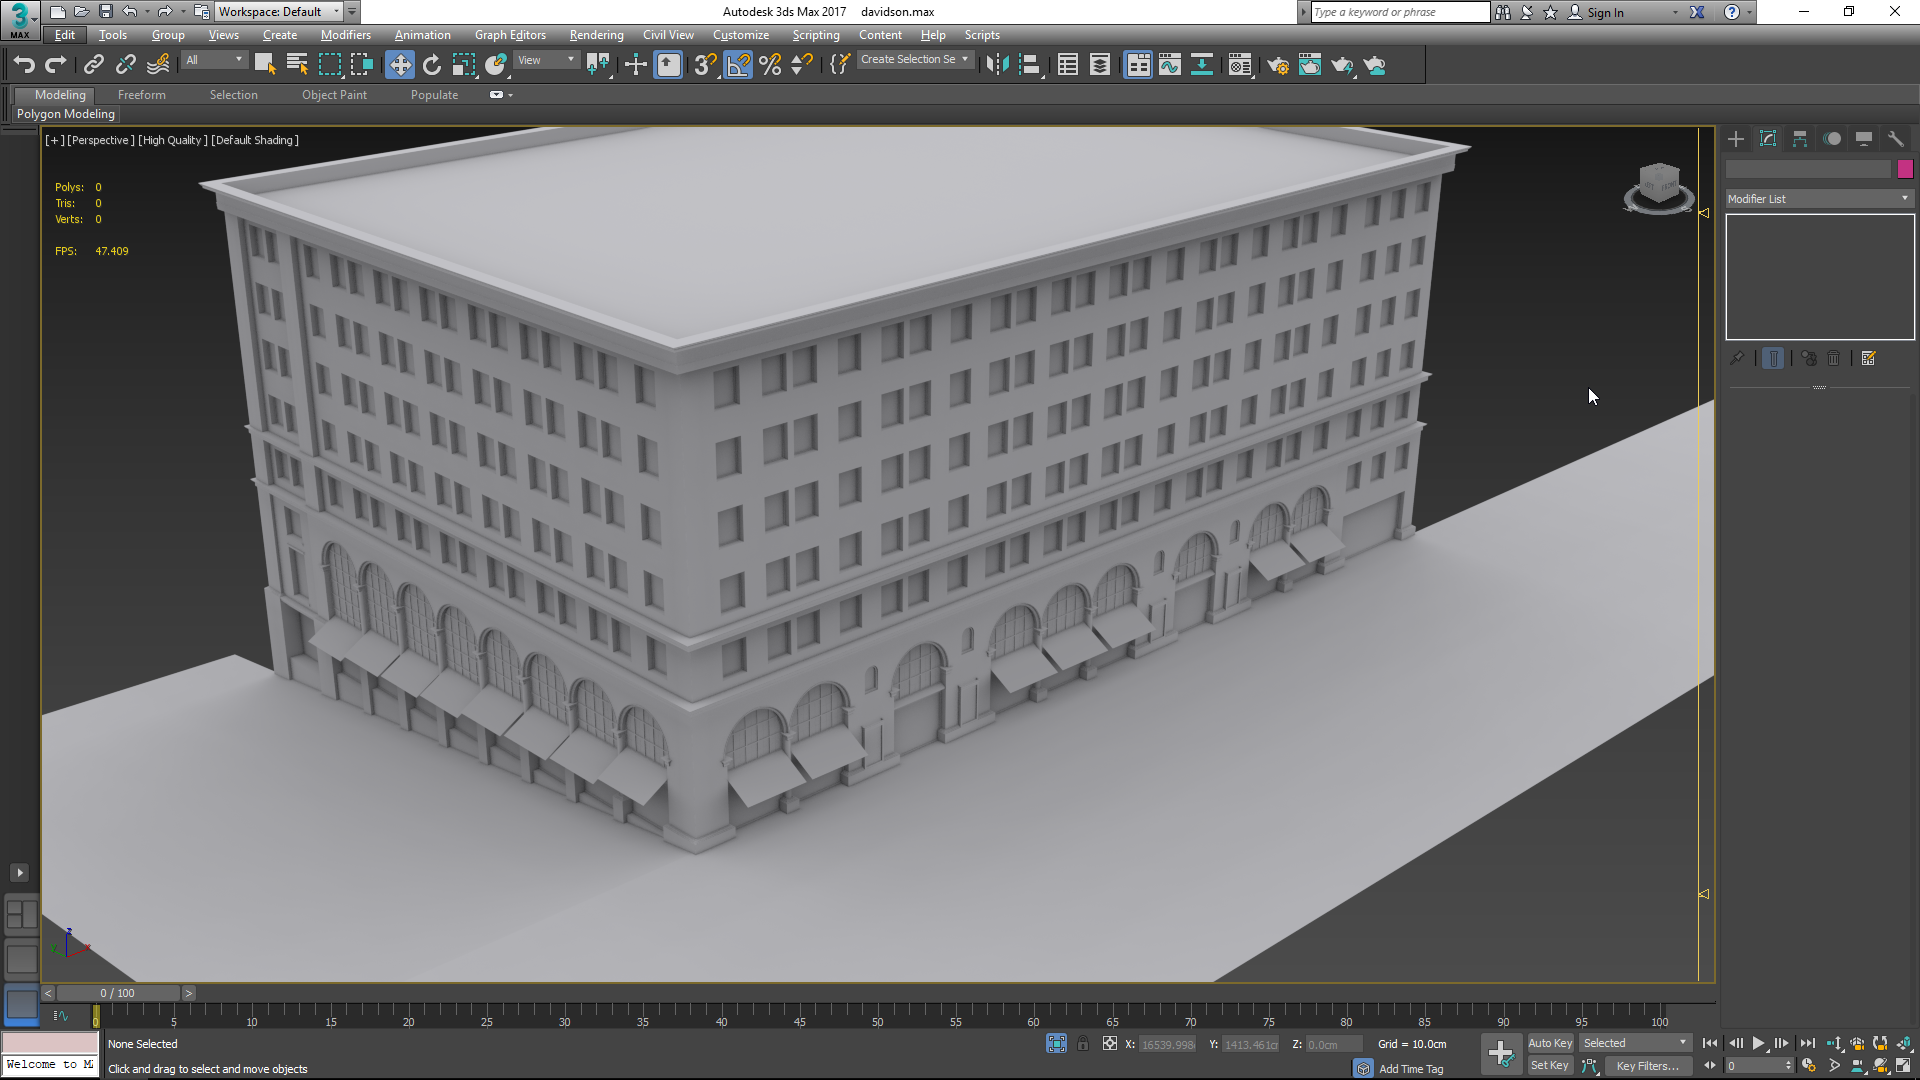 3 MAX Workspace: Default Autodesk 3ds Max 2017 davidson.max Type a keyword or phrase Sign In
Edit Tools Group Views Create Modifiers Animation Graph Editors Rendering Civil View Customize Scripting Content Help Scripts
All View 3 Create Selection Se
Modeling Freeform Selection Object Paint Populate
Polygon Modeling
[+] [Perspective ] [High Quality ] [Default Shading ]
Modifier List
Polys: 0
Tris: 0
Verts: 0
FPS: 47.409
z
< 0 / 100 >
0 5 10 15 20 25 30 35 40 45 50 55 60 65 70 75 80 85 90 95 100
None Selected X: 16539.998 Y: 1413.461cm Z: 0.0cm Grid = 10.0cm Auto Key Selected
Welcome to M
Click and drag to select and move objects Add Time Tag Set Key Key Filters... 0